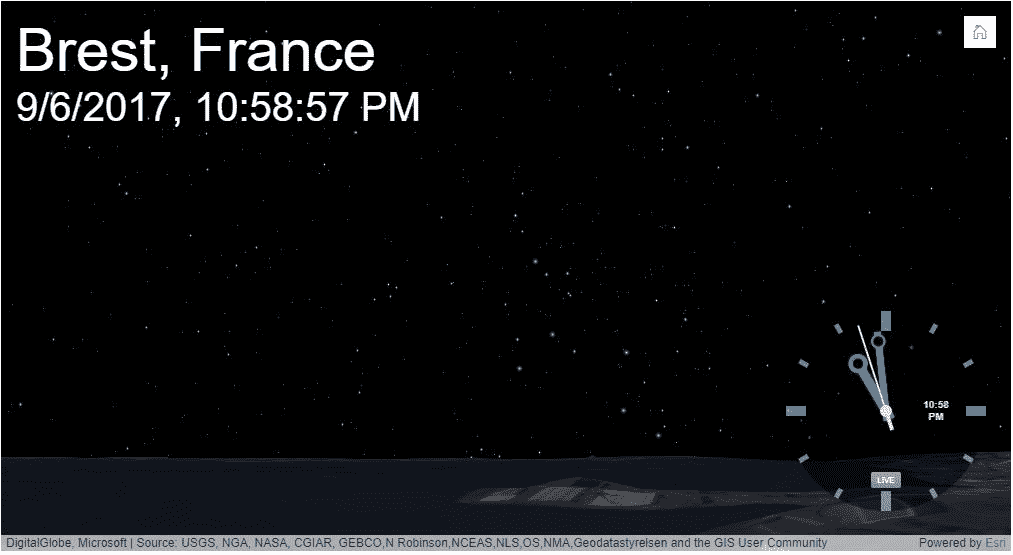 Brest, France
9/6/2017, 10:58:57 PM
10:58
PM
LIVE
DigitalGlobe, Microsoft | Source: USGS, NGA, NASA, CGIAR, GEBCO,N Robinson,NCEAS,NLS,OS,NMA,Geodatastyrelsen and the GIS User Community
Powered by Esri